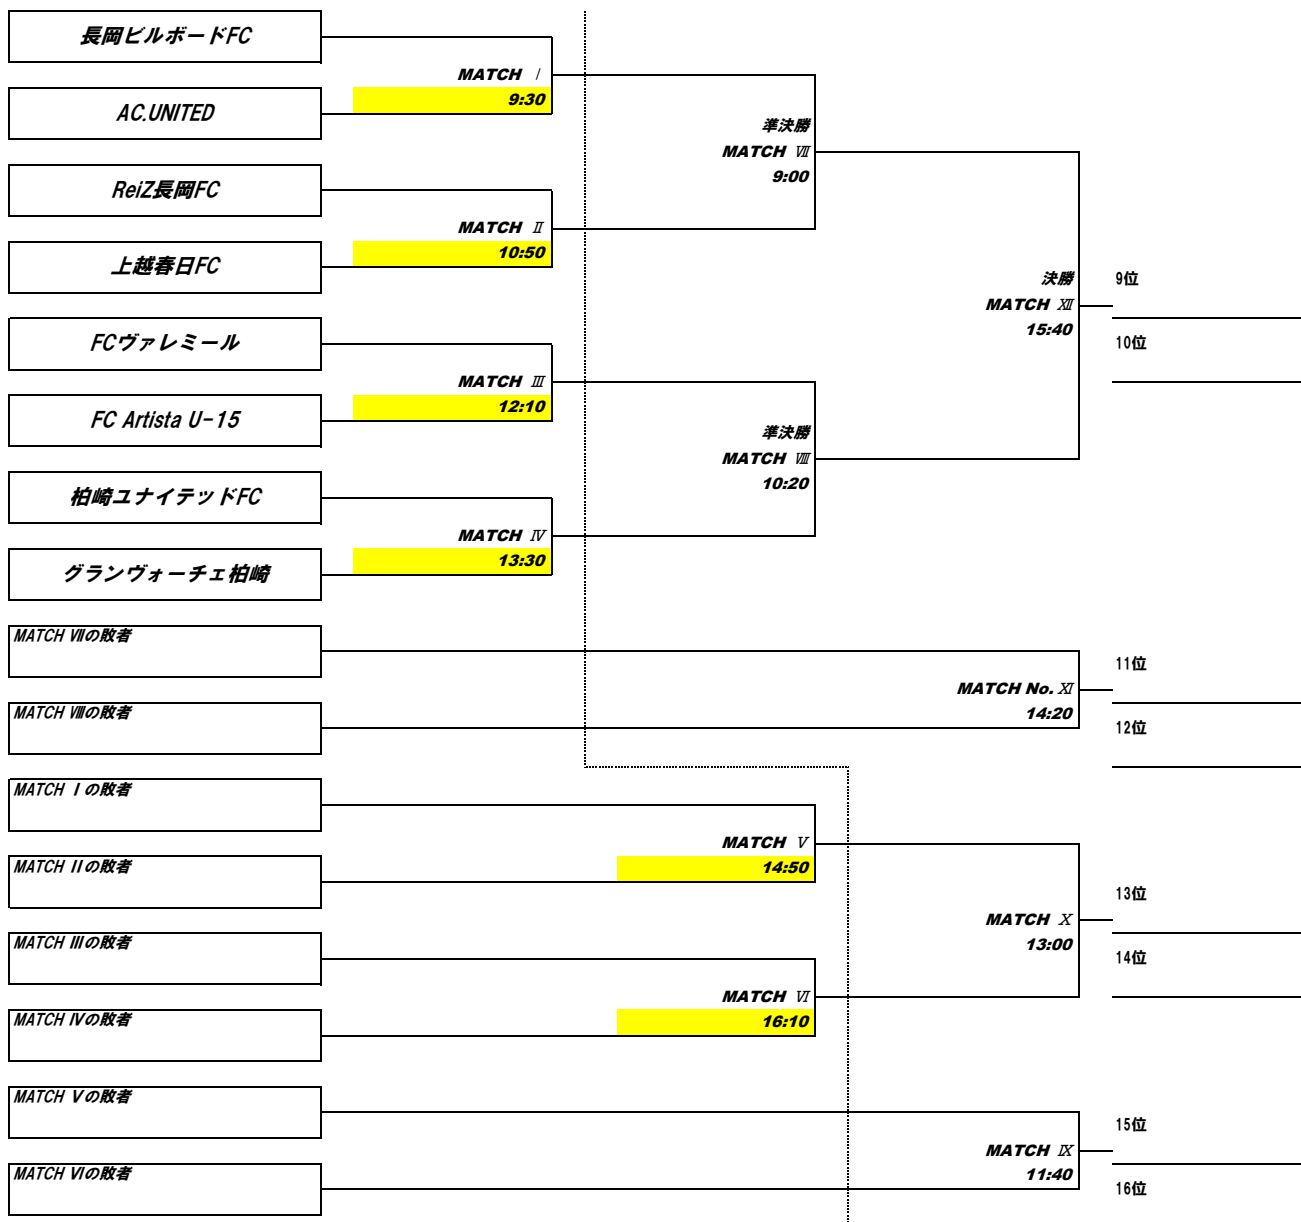 長岡ビルボードFC
MATCH Ⅰ
9:30
AC.UNITED
準決勝
MATCH Ⅶ
9:00
ReiZ長岡FC
MATCH Ⅱ
10:50
上越春日FC
決勝
MATCH Ⅻ
15:40
9位
10位
FCヴァレミール
MATCH Ⅲ
12:10
FC Artista U-15
準決勝
MATCH Ⅷ
10:20
柏崎ユナイテッドFC
MATCH Ⅳ
13:30
グランヴォーチェ柏崎
MATCH Ⅶの敗者
MATCH No. Ⅺ
14:20
11位
12位
MATCH Ⅷの敗者
MATCH Ⅰの敗者
MATCH Ⅴ
14:50
MATCH Ⅱの敗者
MATCH Ⅹ
13:00
13位
14位
MATCH Ⅲの敗者
MATCH Ⅵ
16:10
MATCH Ⅳの敗者
MATCH Ⅴの敗者
MATCH Ⅸ
11:40
15位
16位
MATCH Ⅵの敗者